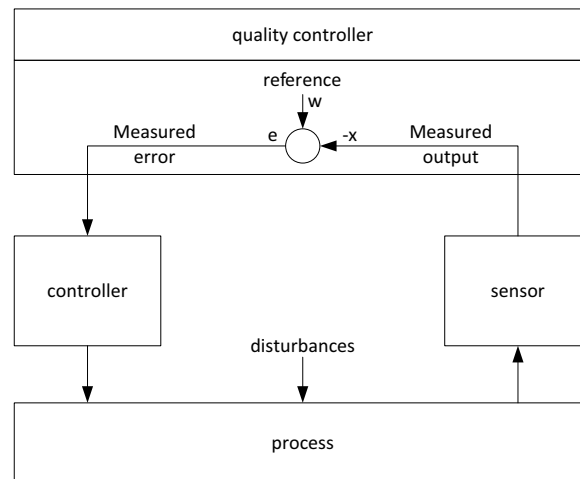 quality controller
reference
w
Measured
error
e
-x
Measured
output
controller
sensor
disturbances
process